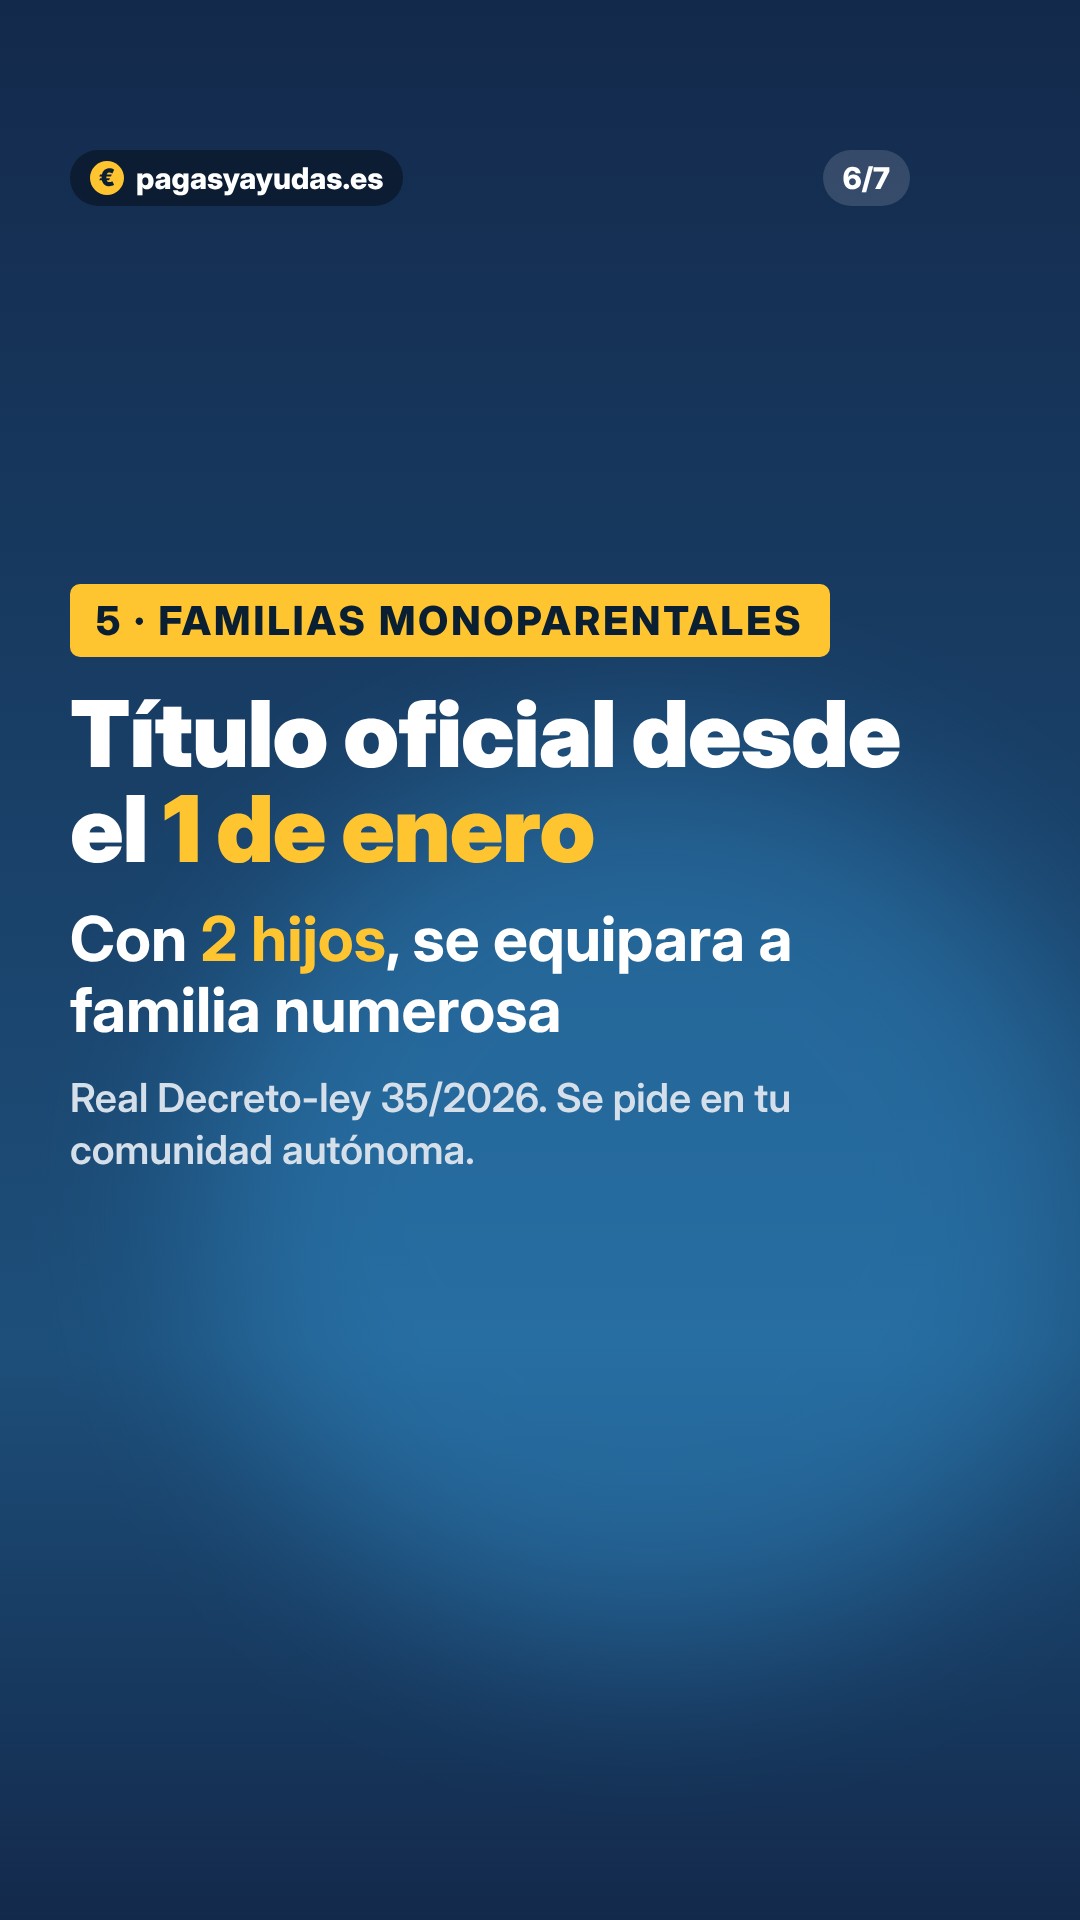 € pagasyayudas.es
6/7
5 · FAMILIAS MONOPARENTALES
Título oficial desde
el 1 de enero
Con 2 hijos, se equipara a
familia numerosa
Real Decreto-ley 35/2026. Se pide en tu
comunidad autónoma.